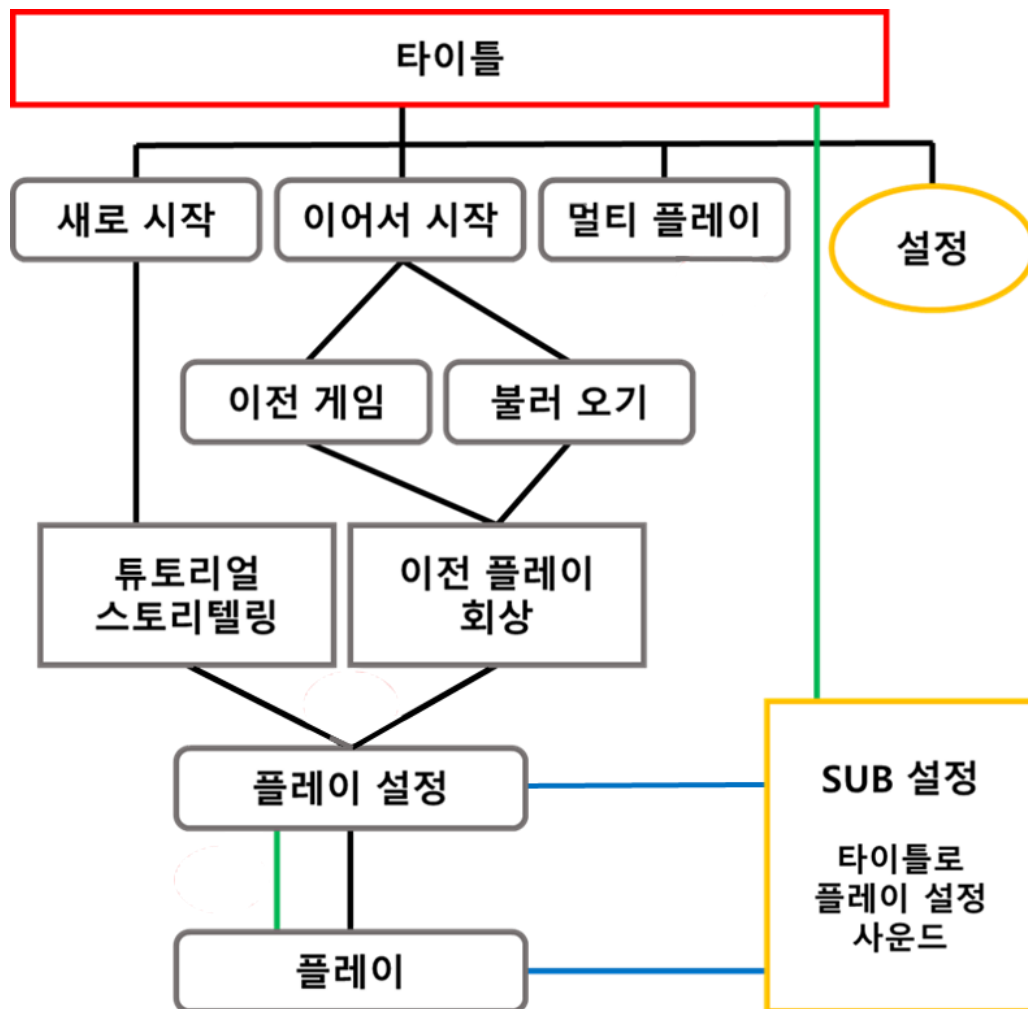 타이틀
새로 시작
이어서 시작
멀티 플레이
설정
이전 게임
불러 오기
튜토리얼
스토리텔링
이전 플레이
회상
플레이 설정
SUB 설정
타이틀로
플레이 설정
사운드
플레이